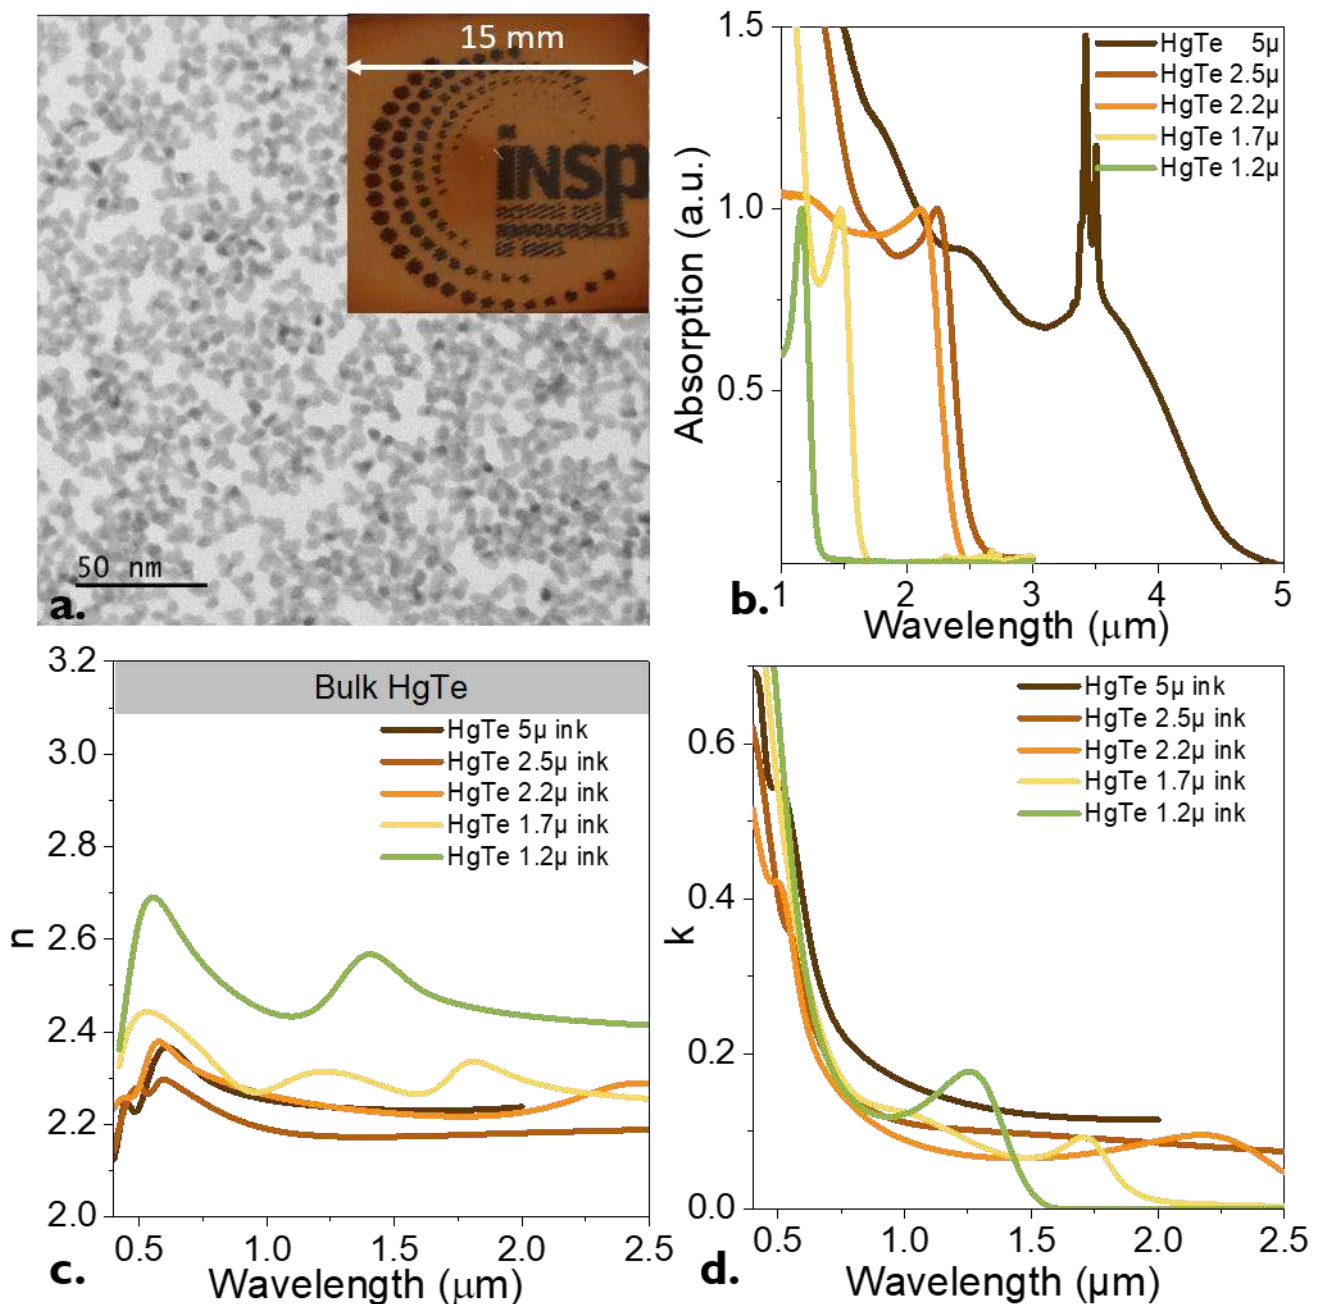 15 mm
insp
50 nm
a.
1.5
1.0
0.5
Absorption (a.u.)
HgTe 5µ
HgTe 2.5µ
HgTe 2.2µ
HgTe 1.7µ
HgTe 1.2µ
1 2 3 4 5
Wavelength (µm)
b.
3.2
3.0
2.8
2.6
2.4
2.2
2.0
n
Bulk HgTe
HgTe 5µ ink
HgTe 2.5µ ink
HgTe 2.2µ ink
HgTe 1.7µ ink
HgTe 1.2µ ink
0.5 1.0 1.5 2.0 2.5
Wavelength (µm)
c.
0.6
0.4
0.2
0.0
k
HgTe 5µ ink
HgTe 2.5µ ink
HgTe 2.2µ ink
HgTe 1.7µ ink
HgTe 1.2µ ink
0.5 1.0 1.5 2.0 2.5
Wavelength (µm)
d.